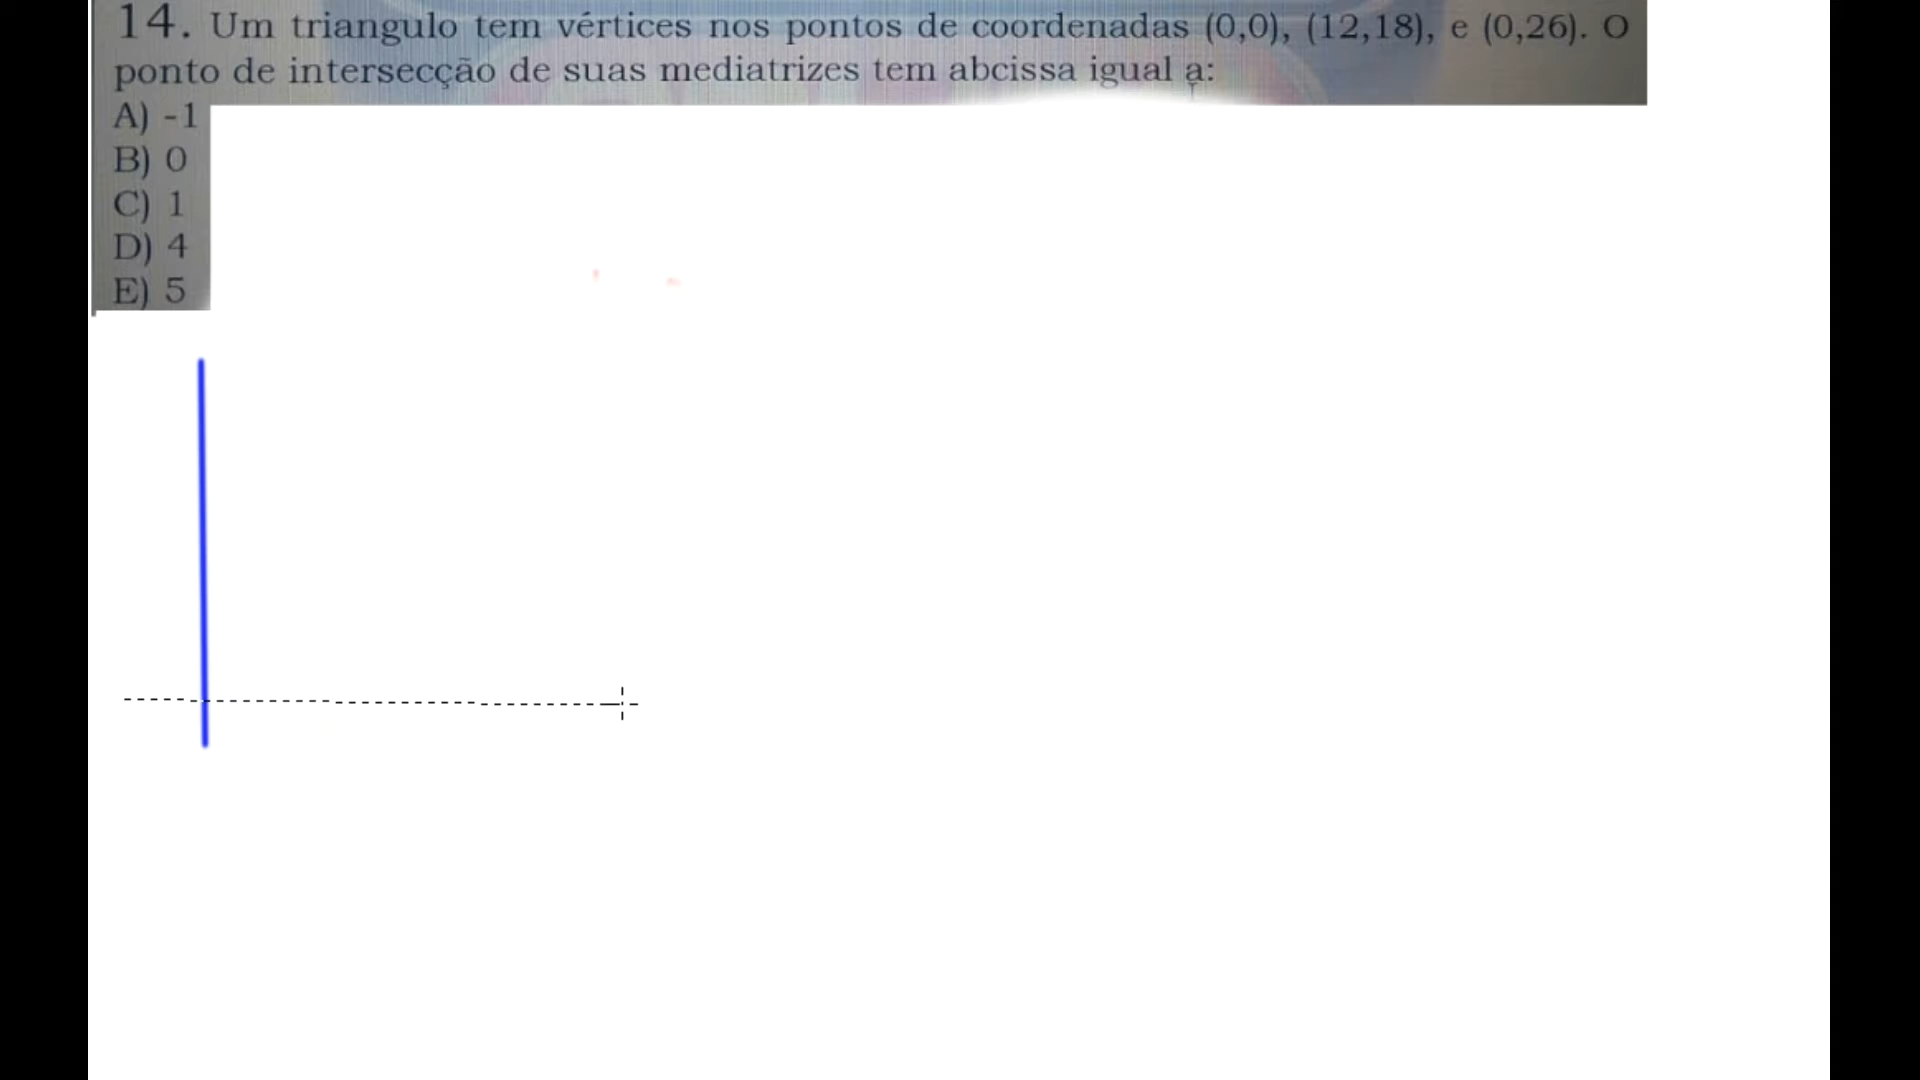 14. Um triangulo tem vértices nos pontos de coordenadas (0,0), (12,18), e (0,26). O
ponto de intersecção de suas mediatrizes tem abcissa igual a:
A) -1
B) 0
C) 1
D) 4
E) 5